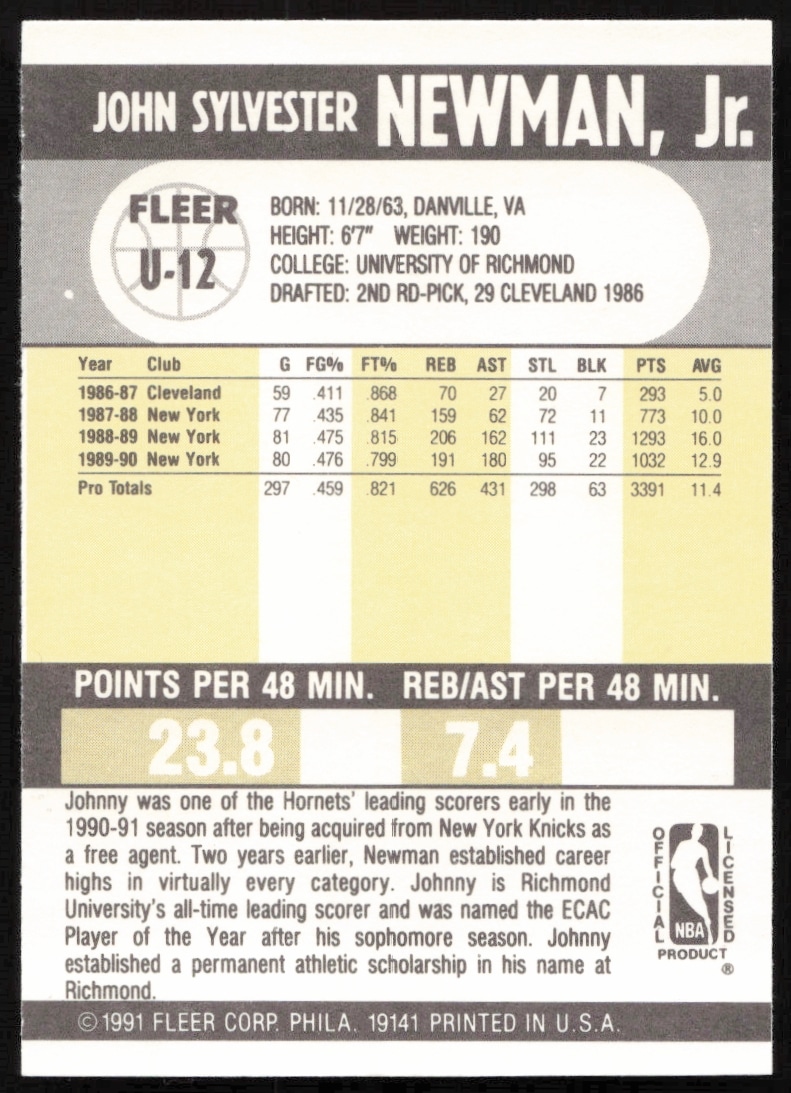 JOHN SYLVESTER NEWMAN, Jr.
FLEER
U-12
BORN: 11/28/63, DANVILLE, VA
HEIGHT: 6'7" WEIGHT: 190
COLLEGE: UNIVERSITY OF RICHMOND
DRAFTED: 2ND RD-PICK, 29 CLEVELAND 1986
Year Club G FG% FT% REB AST STL BLK PTS AVG
1986-87 Cleveland 59 .411 .868 70 27 20 7 293 5.0
1987-88 New York 77 .435 .841 159 62 72 11 773 10.0
1988-89 New York 81 .475 .815 206 162 111 23 1293 16.0
1989-90 New York 80 .476 .799 191 180 95 22 1032 12.9
Pro Totals 297 .459 .821 626 431 298 63 3391 11.4
POINTS PER 48 MIN. REB/AST PER 48 MIN.
23.8 7.4
Johnny was one of the Hornets' leading scorers early in the
1990-91 season after being acquired from New York Knicks as
a free agent. Two years earlier, Newman established career
highs in virtually every category. Johnny is Richmond
University's all-time leading scorer and was named the ECAC
Player of the Year after his sophomore season. Johnny
established a permanent athletic scholarship in his name at
Richmond.
OFFICIAL LICENSED
NBA
PRODUCT
®
©1991 FLEER CORP. PHILA. 19141 PRINTED IN U.S.A.